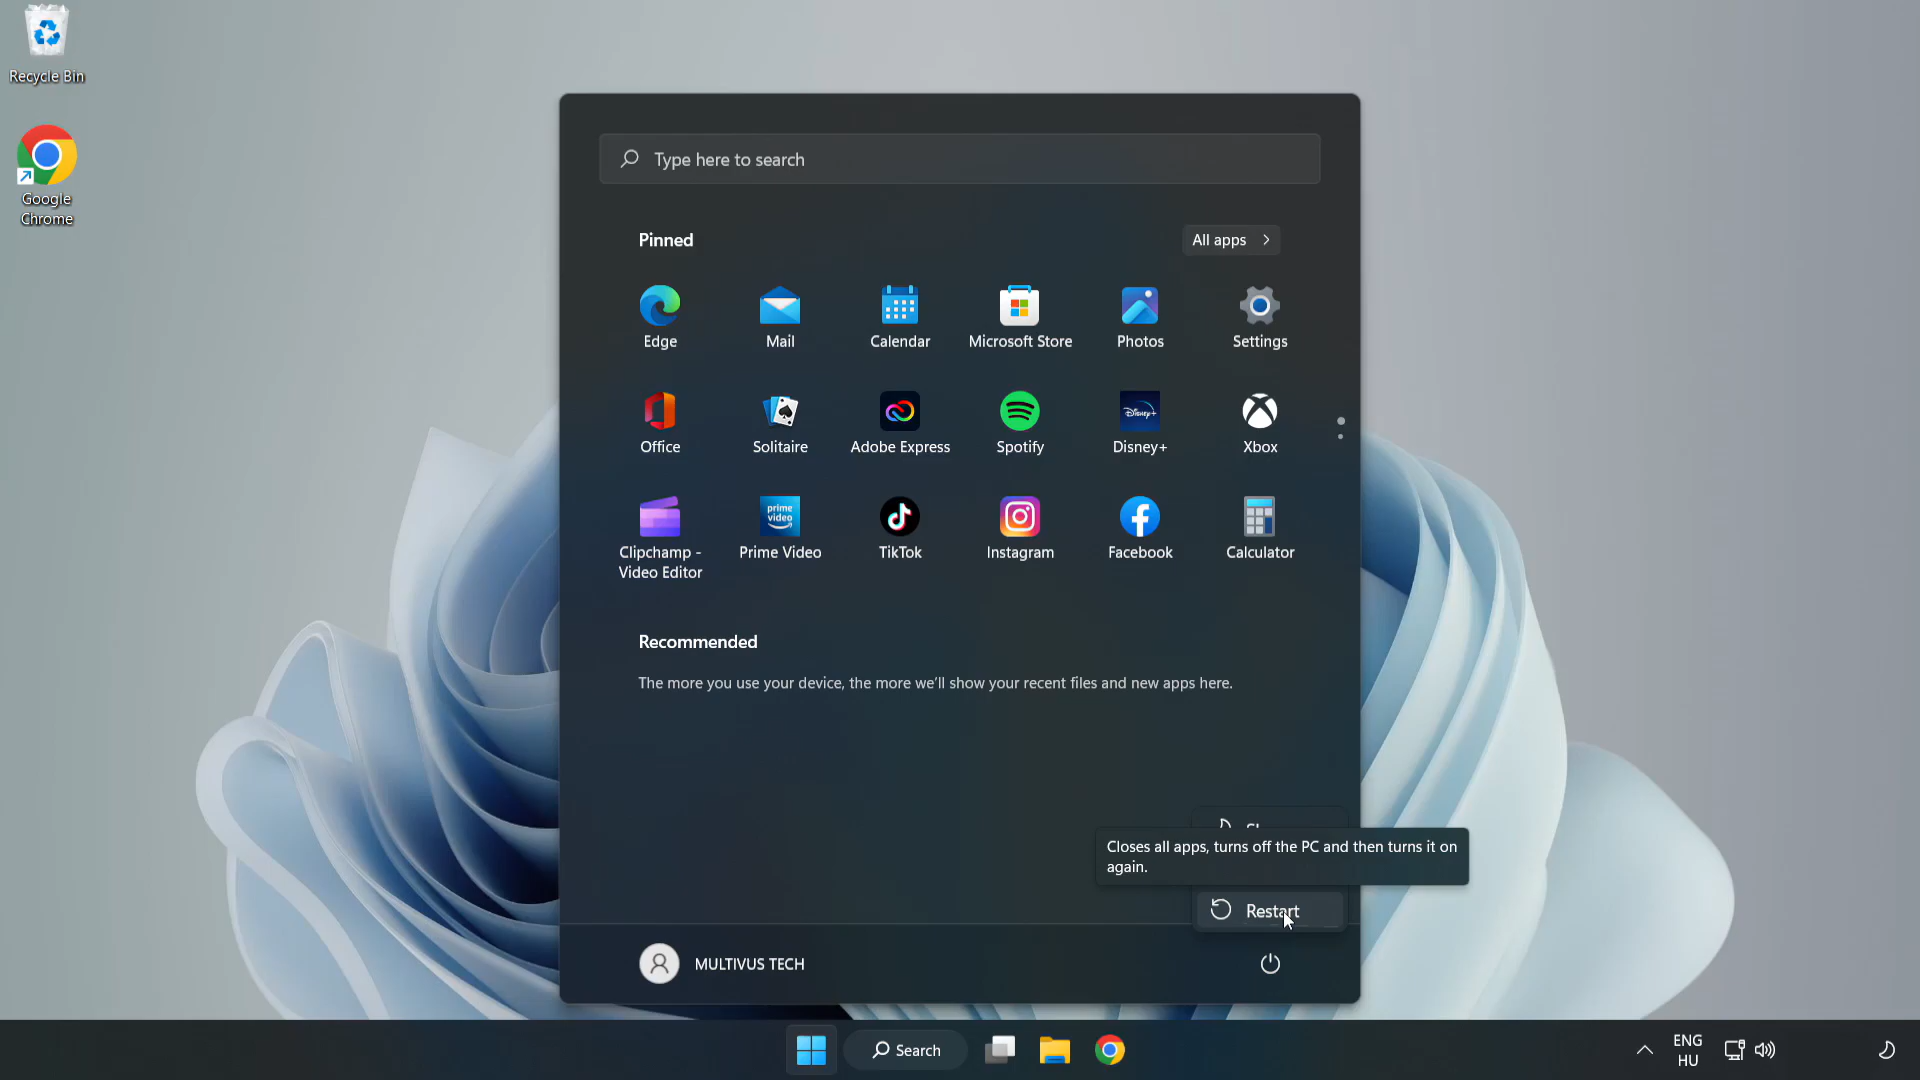 Recycle Bin
Google
Chrome
Type here to search
Pinned
All apps
Edge
Mail
Calendar
Microsoft Store
Photos
Settings
Office
Solitaire
Adobe Express
Spotify
Disney+
Disney+
Xbox
Clipchamp -
Video Editor
prime
video
Prime Video
TikTok
Instagram
Facebook
Calculator
Recommended
The more you use your device, the more we'll show your recent files and new apps here.
Closes all apps, turns off the PC and then turns it on
again.
Restart
MULTIVUS TECH
Search
ENG
HU